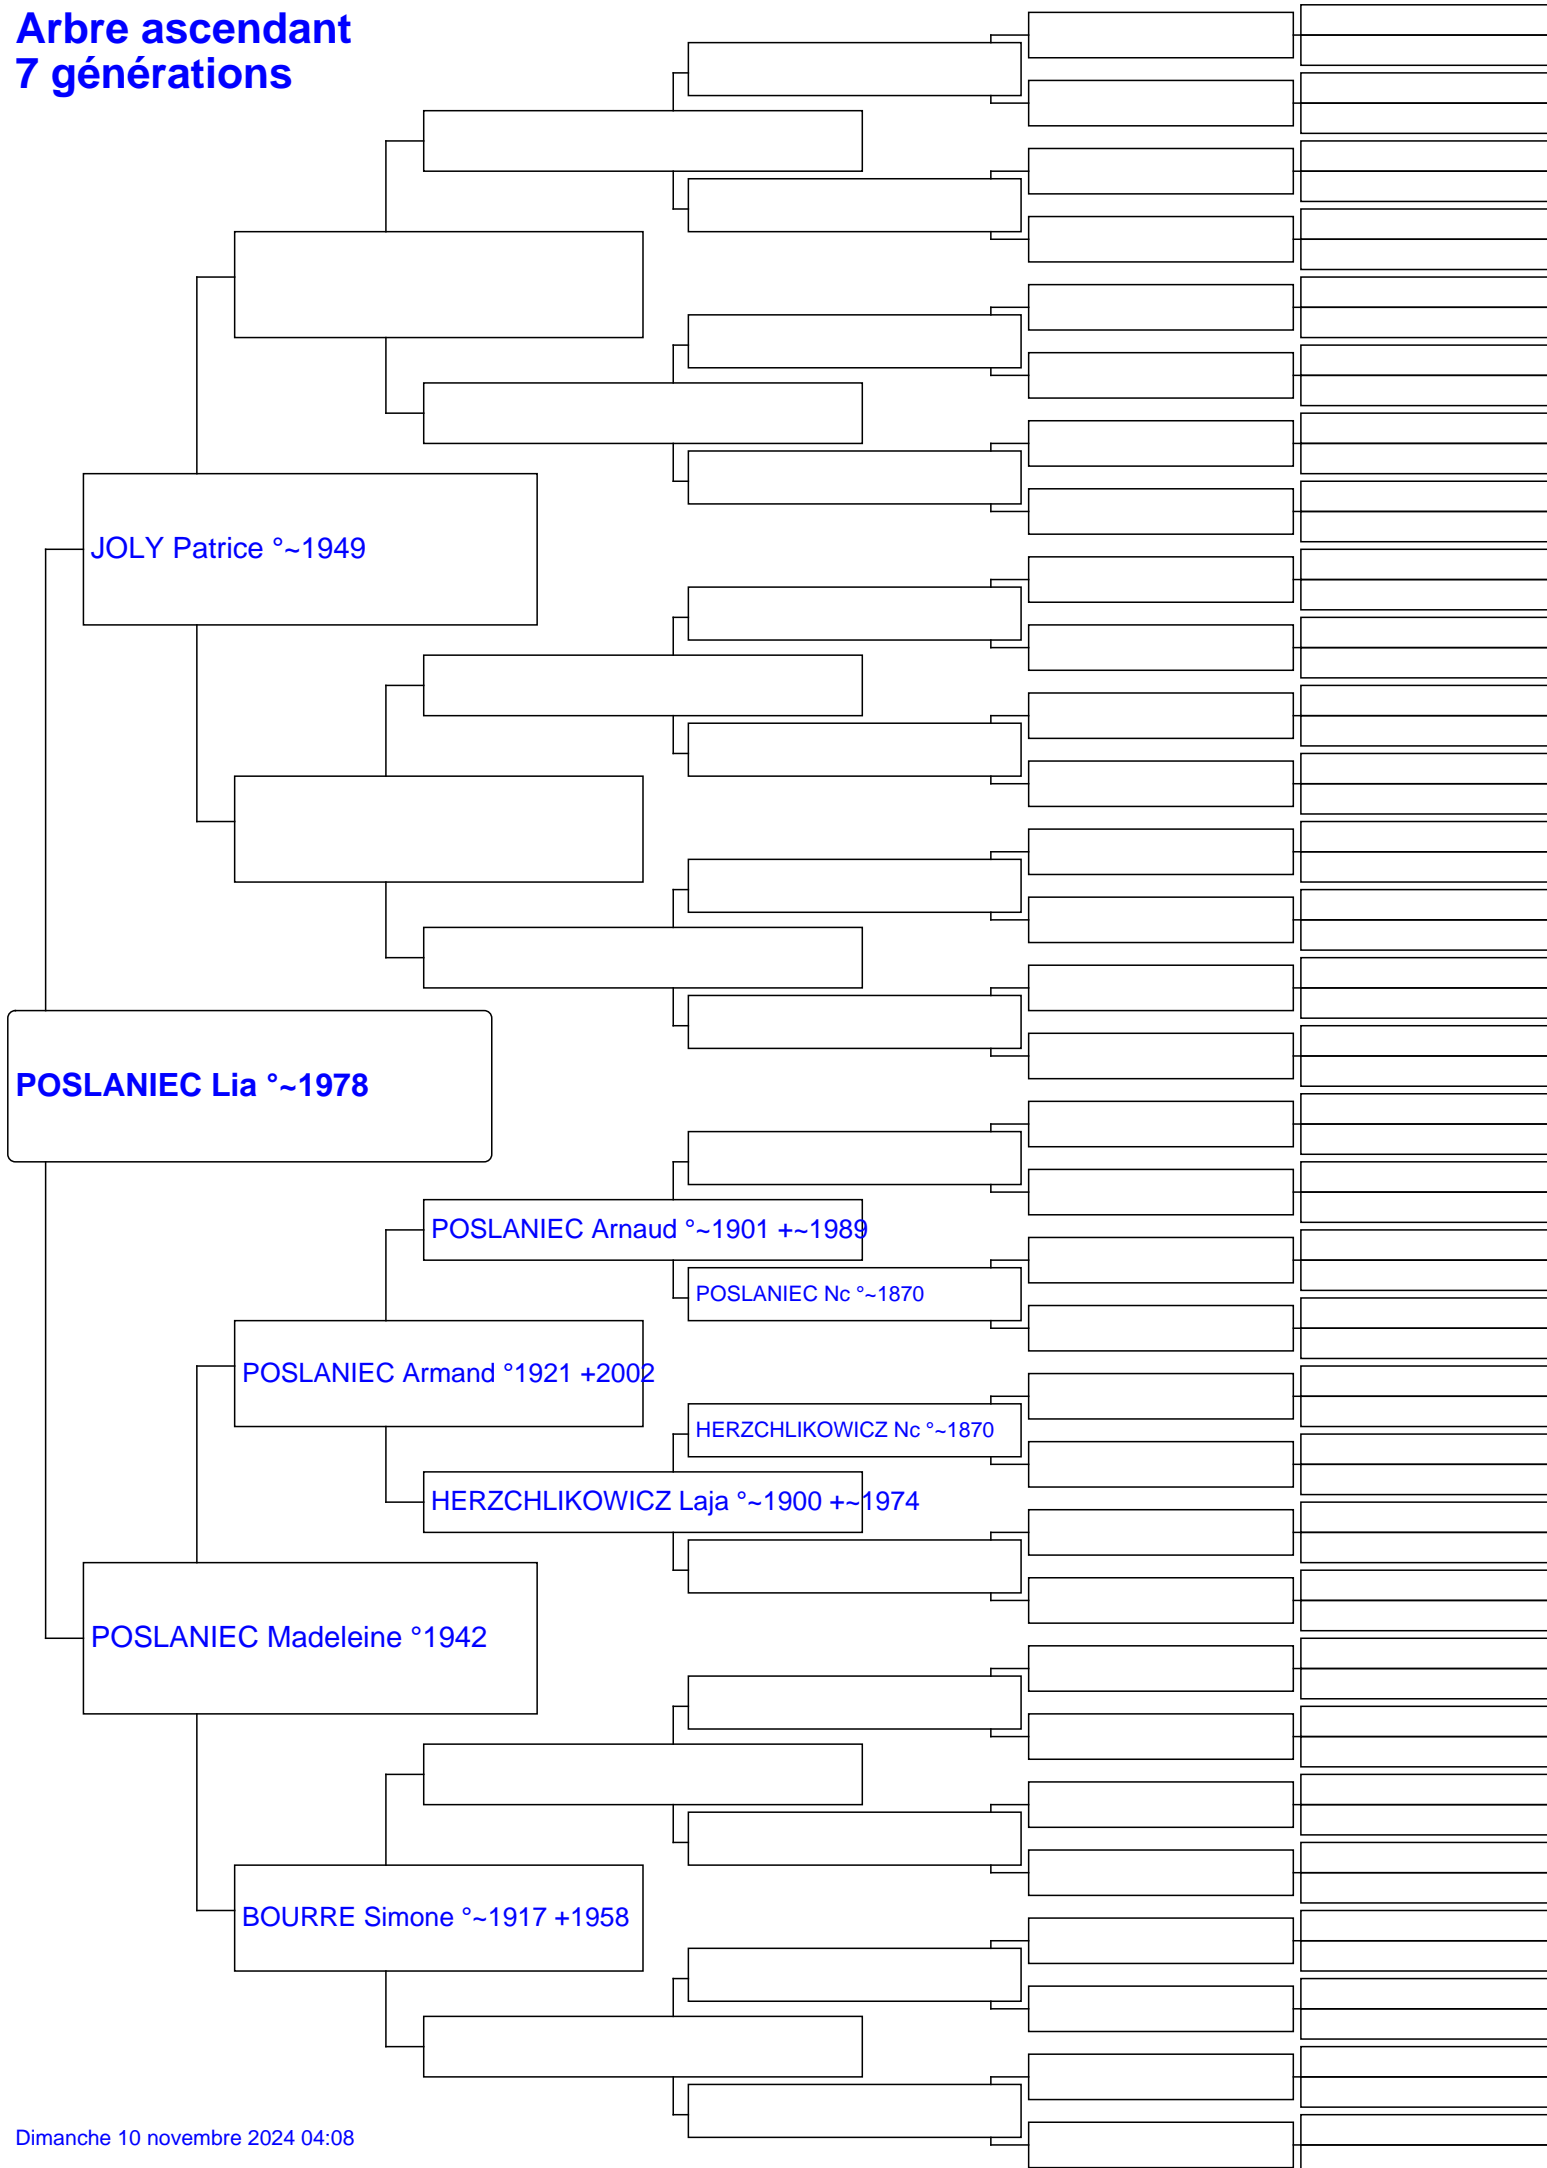 Arbre ascendant
7 générations
JOLY Patrice °~1949
POSLANIEC Lia °~1978
POSLANIEC Arnaud °~1901 +~1989
POSLANIEC Nc °~1870
POSLANIEC Armand °1921 +2002
HERZCHLIKOWICZ Nc °~1870
HERZCHLIKOWICZ Laja °~1900 +~1974
POSLANIEC Madeleine °1942
BOURRE Simone °~1917 +1958
Dimanche 10 novembre 2024 04:08